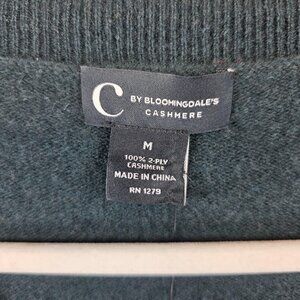 C BY BLOOMINGDALE'S
CASHMERE
M
100% 2-PLY
CASHMERE
MADE IN CHINA
RN 1279